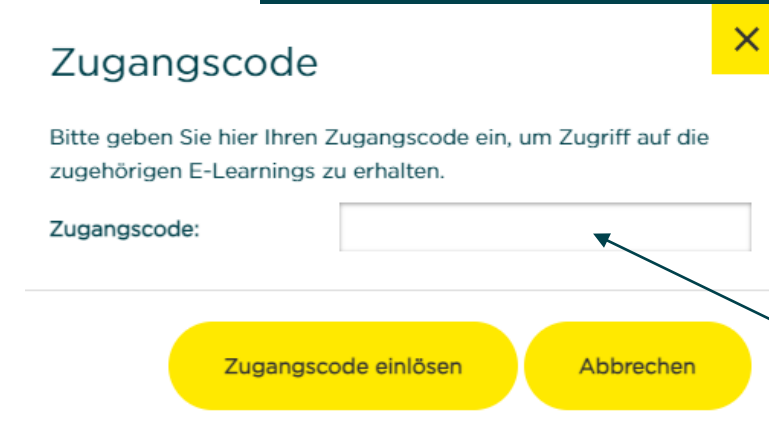 Zugangscode
Bitte geben Sie hier Ihren Zugangscode ein, um Zugriff auf die
zugehörigen E-Learnings zu erhalten.
Zugangscode:
Zugangscode einlösen
Abbrechen